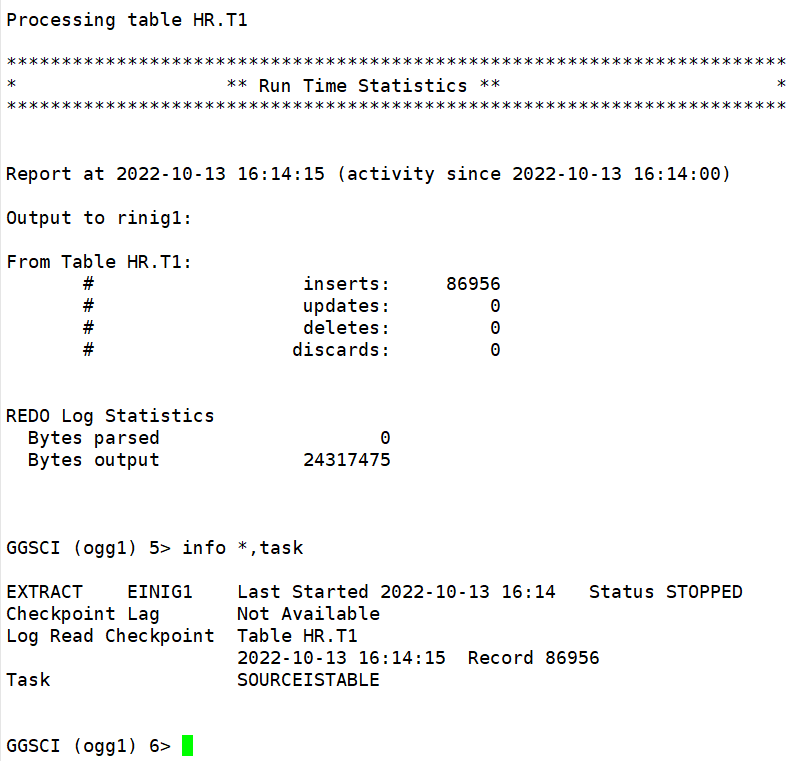 Processing table HR.T1
***********************************************************************
*                   ** Run Time Statistics **                         *
***********************************************************************
Report at 2022-10-13 16:14:15 (activity since 2022-10-13 16:14:00)
Output to rinig1:
From Table HR.T1:
       #                   inserts:     86956
       #                   updates:         0
       #                   deletes:         0
       #                  discards:         0
REDO Log Statistics
  Bytes parsed                    0
  Bytes output             24317475
GGSCI (ogg1) 5> info *,task
EXTRACT    EINIG1    Last Started 2022-10-13 16:14   Status STOPPED
Checkpoint Lag       Not Available
Log Read Checkpoint  Table HR.T1
                     2022-10-13 16:14:15  Record 86956
Task                 SOURCEISTABLE
GGSCI (ogg1) 6>